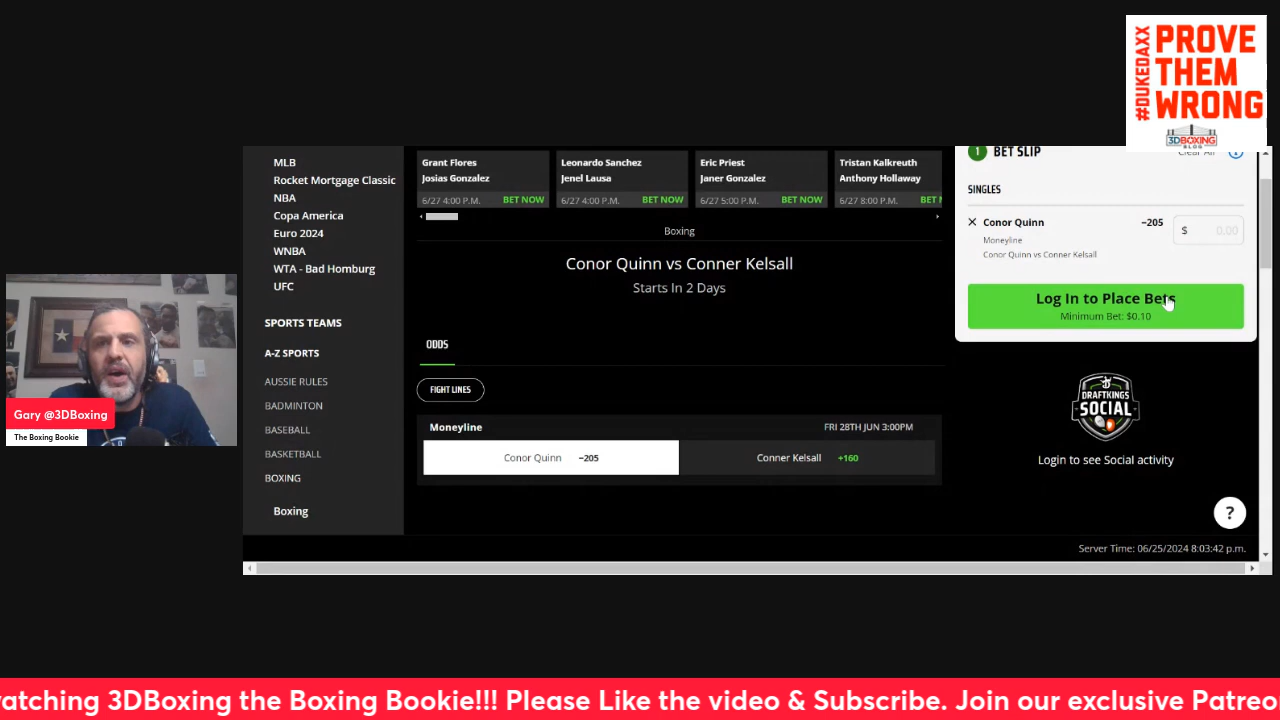 #DUKEDAXX
PROVE
THEM
WRONG
3DBOXING
BLOG
MLB
Rocket Mortgage Classic
NBA
Copa America
Euro 2024
WNBA
WTA - Bad Homburg
UFC
SPORTS TEAMS
A-Z SPORTS
AUSSIE RULES
BADMINTON
BASEBALL
BASKETBALL
BOXING
Boxing
Grant Flores
Josias Gonzalez
6/27 4:00 P.M. BET NOW
Leonardo Sanchez
Jenel Lausa
6/27 4:00 P.M. BET NOW
Eric Priest
Janer Gonzalez
6/27 5:00 P.M. BET NOW
Tristan Kalkreuth
Anthony Hollaway
6/27 8:00 P.M. BET N
Boxing
Conor Quinn vs Conner Kelsall
Starts In 2 Days
ODDS
FIGHT LINES
Moneyline FRI 28TH JUN 3:00PM
Conor Quinn −205 Conner Kelsall +160
1 BET SLIP Clear All
SINGLES
× Conor Quinn −205 $ 0.00
Moneyline
Conor Quinn vs Conner Kelsall
Log In to Place Bets
Minimum Bet: $0.10
DRAFTKINGS
SOCIAL
Login to see Social activity
?
Server Time: 06/25/2024 8:03:42 p.m.
Gary @3DBoxing
The Boxing Bookie
atching 3DBoxing the Boxing Bookie!!! Please Like the video & Subscribe. Join our exclusive Patreo